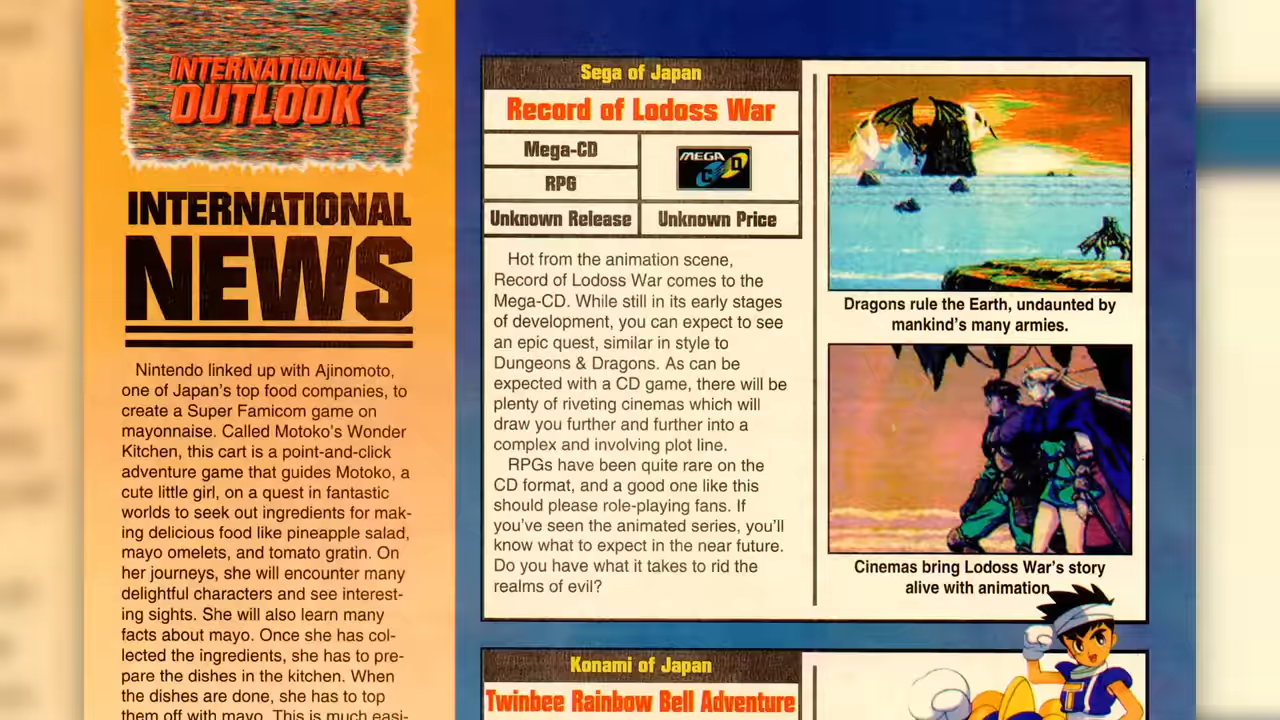 INTERNATIONAL
OUTLOOK
INTERNATIONAL
NEWS
Nintendo linked up with Ajinomoto,
one of Japan's top food companies, to
create a Super Famicom game on
mayonnaise. Called Motoko's Wonder
Kitchen, this cart is a point-and-click
adventure game that guides Motoko, a
cute little girl, on a quest in fantastic
worlds to seek out ingredients for mak-
ing delicious food like pineapple salad,
mayo omelets, and tomato gratin. On
her journeys, she will encounter many
delightful characters and see interest-
ing sights. She will also learn many
facts about mayo. Once she has col-
lected the ingredients, she has to pre-
pare the dishes in the kitchen. When
the dishes are done, she has to top
them off with mayo. This is much easi-
Sega of Japan
Record of Lodoss War
Mega-CD
RPG
MEGA
CD
Unknown Release
Unknown Price
Hot from the animation scene,
Record of Lodoss War comes to the
Mega-CD. While still in its early stages
of development, you can expect to see
an epic quest, similar in style to
Dungeons & Dragons. As can be
expected with a CD game, there will be
plenty of riveting cinemas which will
draw you further and further into a
complex and involving plot line.
RPGs have been quite rare on the
CD format, and a good one like this
should please role-playing fans. If
you've seen the animated series, you'll
know what to expect in the near future.
Do you have what it takes to rid the
realms of evil?
Dragons rule the Earth, undaunted by
mankind's many armies.
Cinemas bring Lodoss War's story
alive with animation.
Konami of Japan
Twinbee Rainbow Bell Adventure